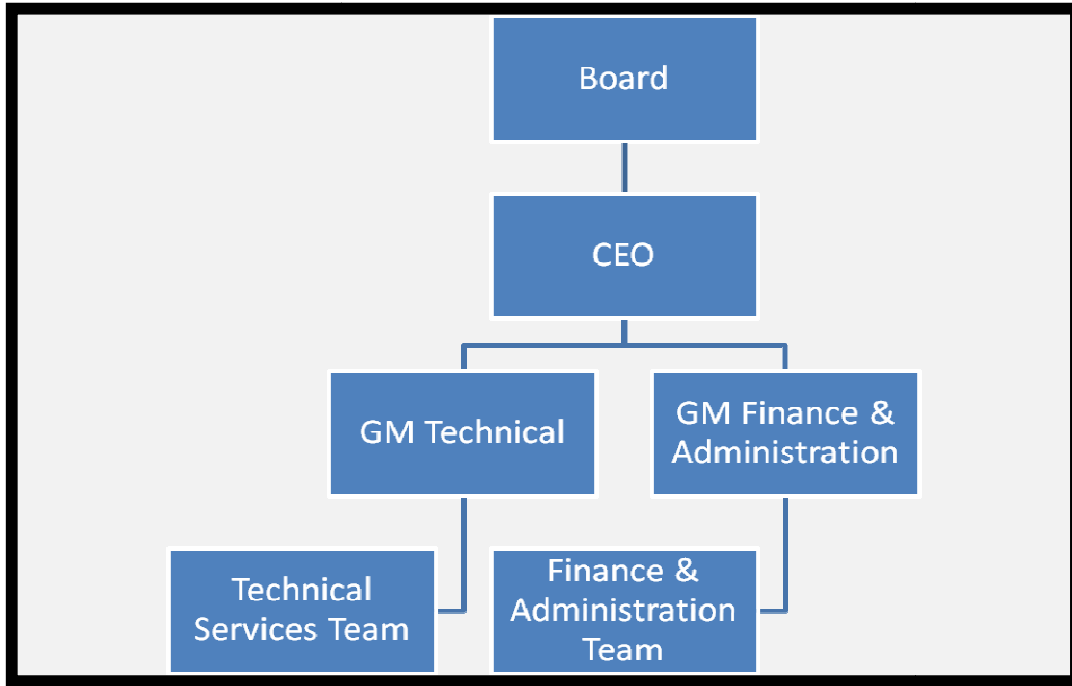 Board
CEO
GM Technical
GM Finance &
Administration
Technical
Services Team
Finance &
Administration
Team